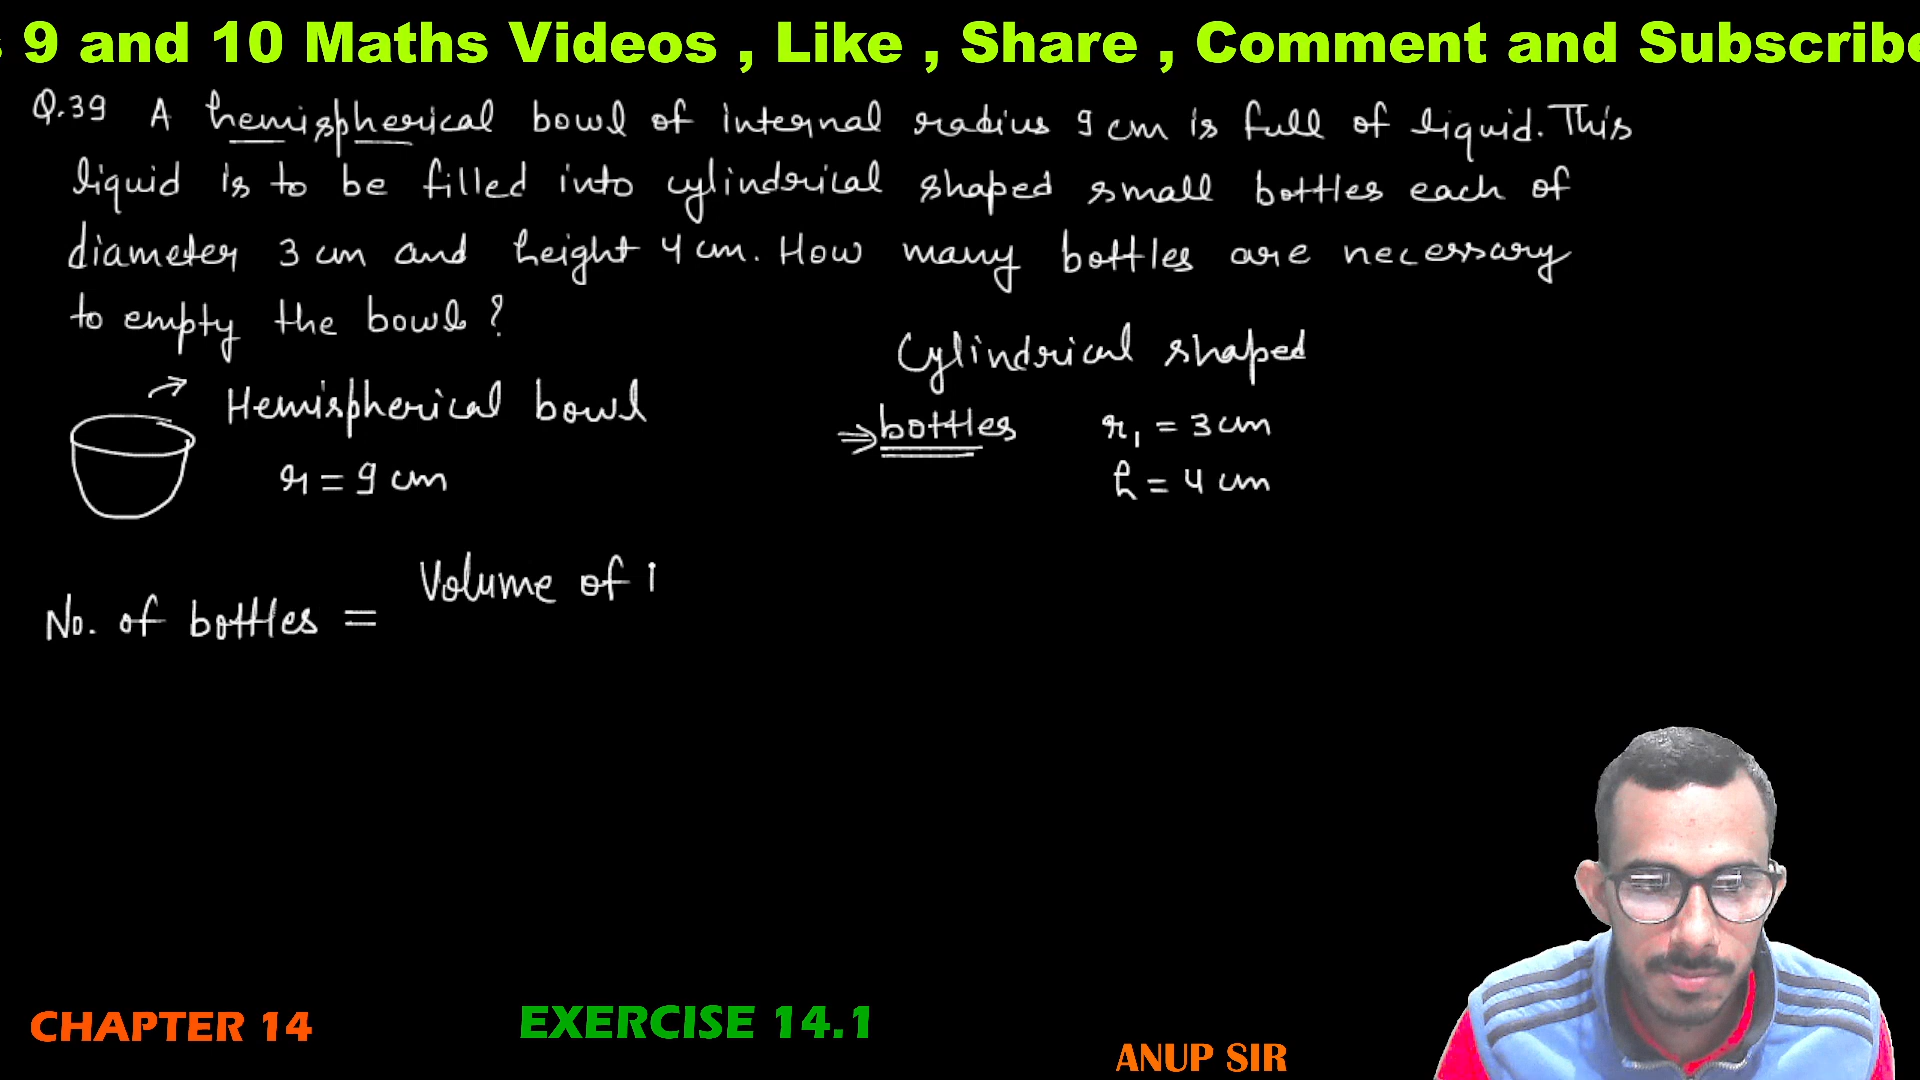 9 and 10 Maths Videos , Like , Share , Comment and Subscribe
Q.39 A hemispherical bowl of internal radius 9 cm is full of liquid. This
liquid is to be filled into cylindrical shaped small bottles each of
diameter 3 cm and height 4 cm. How many bottles are necessary
to empty the bowl ?
Cylindrical shaped
→ Hemispherical bowl
⇒ bottles r₁ = 3 cm
r = 9 cm
h = 4 cm
Volume of
No. of bottles =
CHAPTER 14
EXERCISE 14.1
ANUP SIR